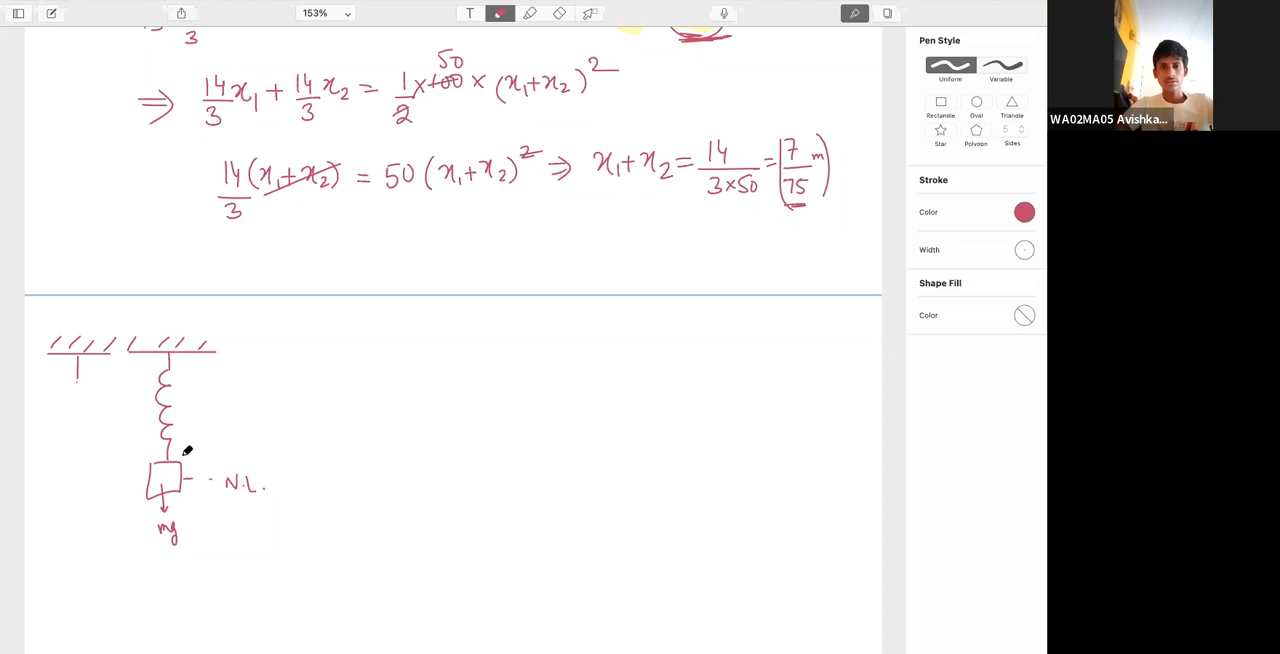 153%
T
3
⇒ 14/3 x₁ + 14/3 x₂ = 1/2 × 100 50 × (x₁+x₂)²
14/3 (x₁+x₂) = 50 (x₁+x₂)² ⇒ x₁+x₂ = 14/(3×50) = 7/75 m
N.L.
mg
Pen Style
Uniform Variable
Rectangle Oval Triangle
5
Star Polygon Sides
Stroke
Color
Width
Shape Fill
Color
WA02MA05 Avishka...